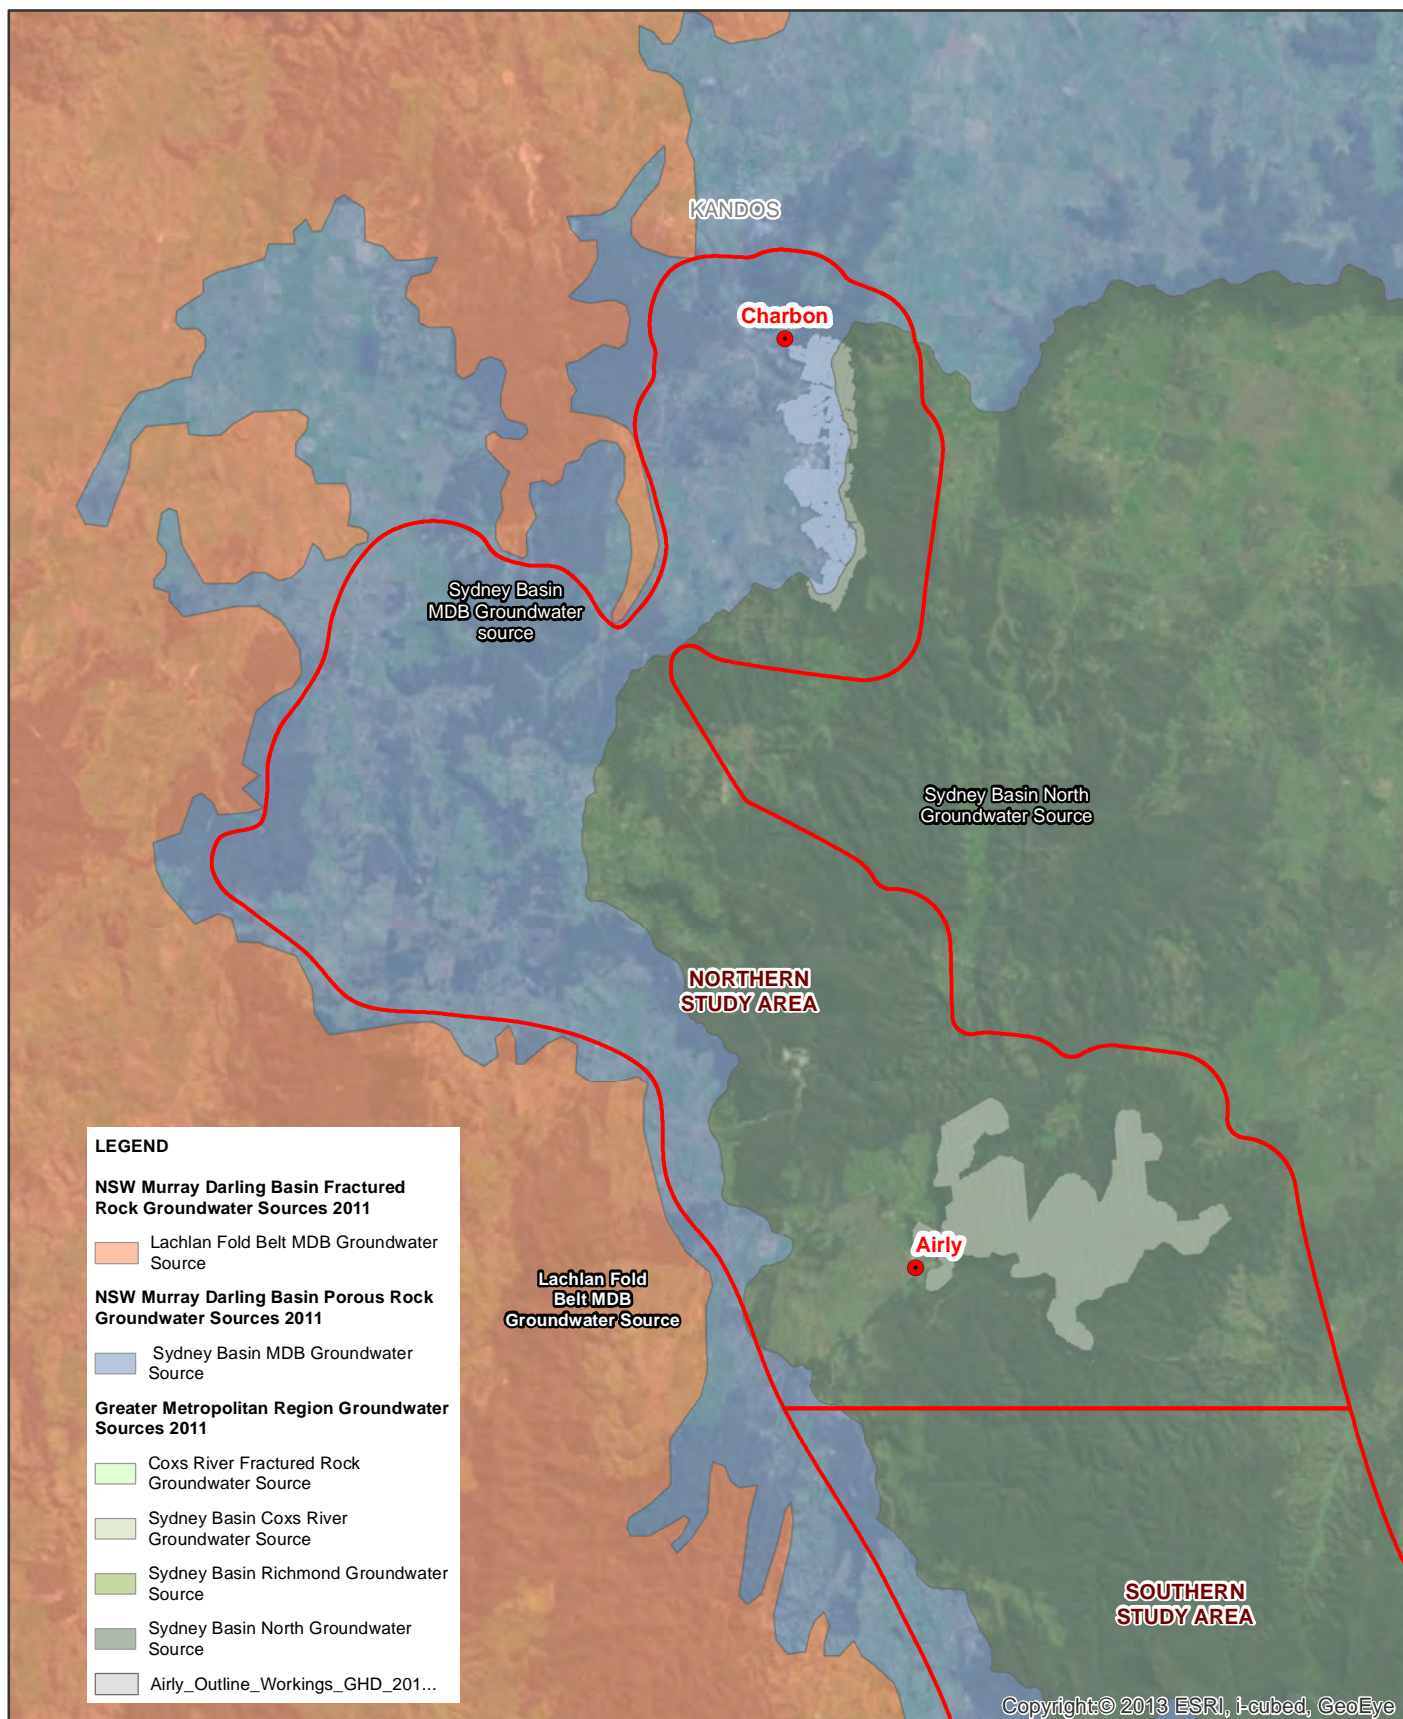 KANDOS
Charbon
Sydney Basin
MDB Groundwater
source
Sydney Basin North
Groundwater Source
NORTHERN
STUDY AREA
Airly
Lachlan Fold
Belt MDB
Groundwater Source
SOUTHERN
STUDY AREA
LEGEND
NSW Murray Darling Basin Fractured
Rock Groundwater Sources 2011
Lachlan Fold Belt MDB Groundwater
Source
NSW Murray Darling Basin Porous Rock
Groundwater Sources 2011
Sydney Basin MDB Groundwater
Source
Greater Metropolitan Region Groundwater
Sources 2011
Coxs River Fractured Rock
Groundwater Source
Sydney Basin Coxs River
Groundwater Source
Sydney Basin Richmond Groundwater
Source
Sydney Basin North Groundwater
Source
Airly_Outline_Workings_GHD_201...
Copyright:© 2013 ESRI, i-cubed, GeoEye